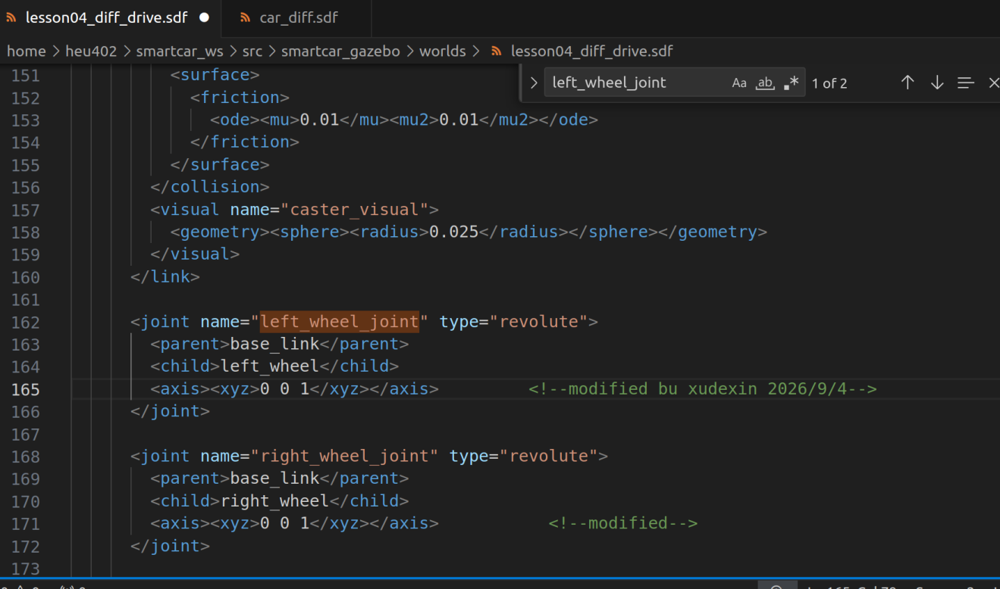 lesson04_diff_drive.sdf ● car_diff.sdf
home > heu402 > smartcar_ws > src > smartcar_gazebo > worlds > lesson04_diff_drive.sdf
> left_wheel_joint Aa ab .* 1 of 2
151 <surface>
152 <friction>
153 <ode><mu>0.01</mu><mu2>0.01</mu2></ode>
154 </friction>
155 </surface>
156 </collision>
157 <visual name="caster_visual">
158 <geometry><sphere><radius>0.025</radius></sphere></geometry>
159 </visual>
160 </link>
161
162 <joint name="left_wheel_joint" type="revolute">
163 <parent>base_link</parent>
164 <child>left_wheel</child>
165 <axis><xyz>0 0 1</xyz></axis> <!--modified bu xudexin 2026/9/4-->
166 </joint>
167
168 <joint name="right_wheel_joint" type="revolute">
169 <parent>base_link</parent>
170 <child>right_wheel</child>
171 <axis><xyz>0 0 1</xyz></axis> <!--modified-->
172 </joint>
173